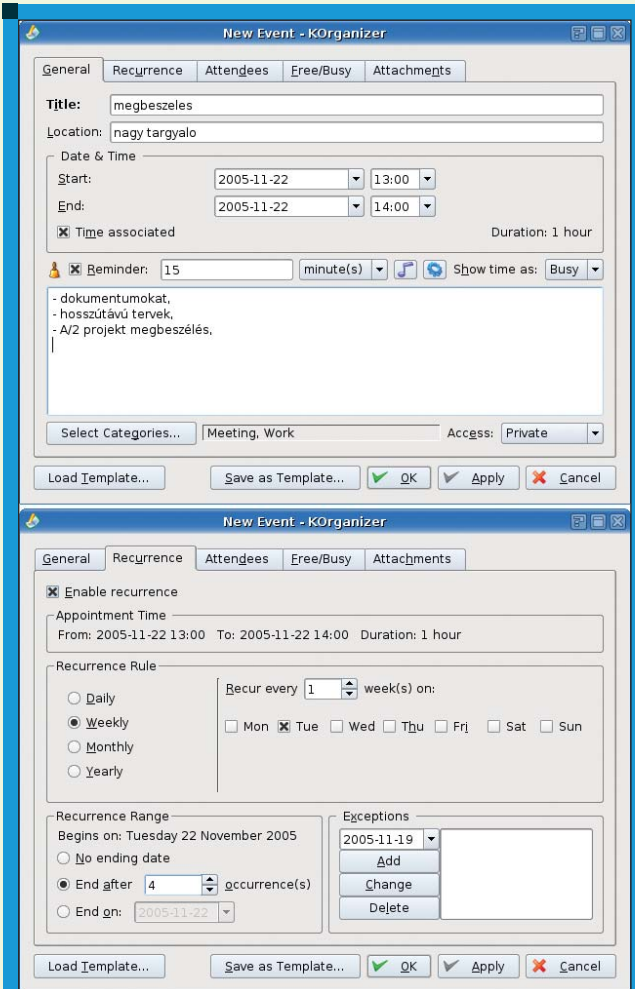 New Event - KOrganizer
General Recurrence Attendees Free/Busy Attachments
Title: megbeszeles
Location: nagy targyalo
Date & Time
Start: 2005-11-22 13:00
End: 2005-11-22 14:00
Time associated Duration: 1 hour
Reminder: 15 minute(s) Show time as: Busy
- dokumentumokat,
- hosszútávú tervek,
- A/2 projekt megbeszélés,
Select Categories... Meeting, Work Access: Private
Load Template... Save as Template... OK Apply Cancel
New Event - KOrganizer
General Recurrence Attendees Free/Busy Attachments
Enable recurrence
Appointment Time
From: 2005-11-22 13:00 To: 2005-11-22 14:00 Duration: 1 hour
Recurrence Rule
Daily
Weekly
Monthly
Yearly
Recur every 1 week(s) on:
Mon Tue Wed Thu Fri Sat Sun
Recurrence Range
Begins on: Tuesday 22 November 2005
No ending date
End after 4 occurrence(s)
End on: 2005-11-22
Exceptions
2005-11-19
Add
Change
Delete
Load Template... Save as Template... OK Apply Cancel